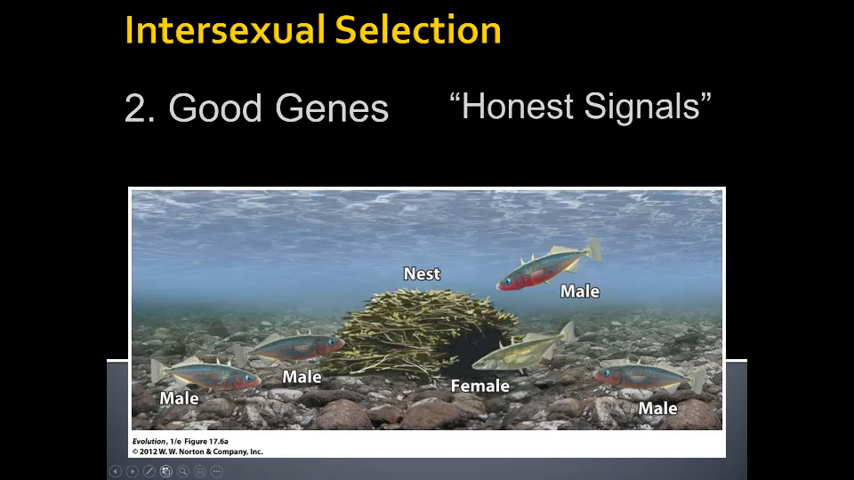 Intersexual Selection
2. Good Genes
“Honest Signals”
Nest
Male
Male
Male
Female
Male
Evolution, 1/e Figure 17.6a
© 2012 W. W. Norton & Company, Inc.